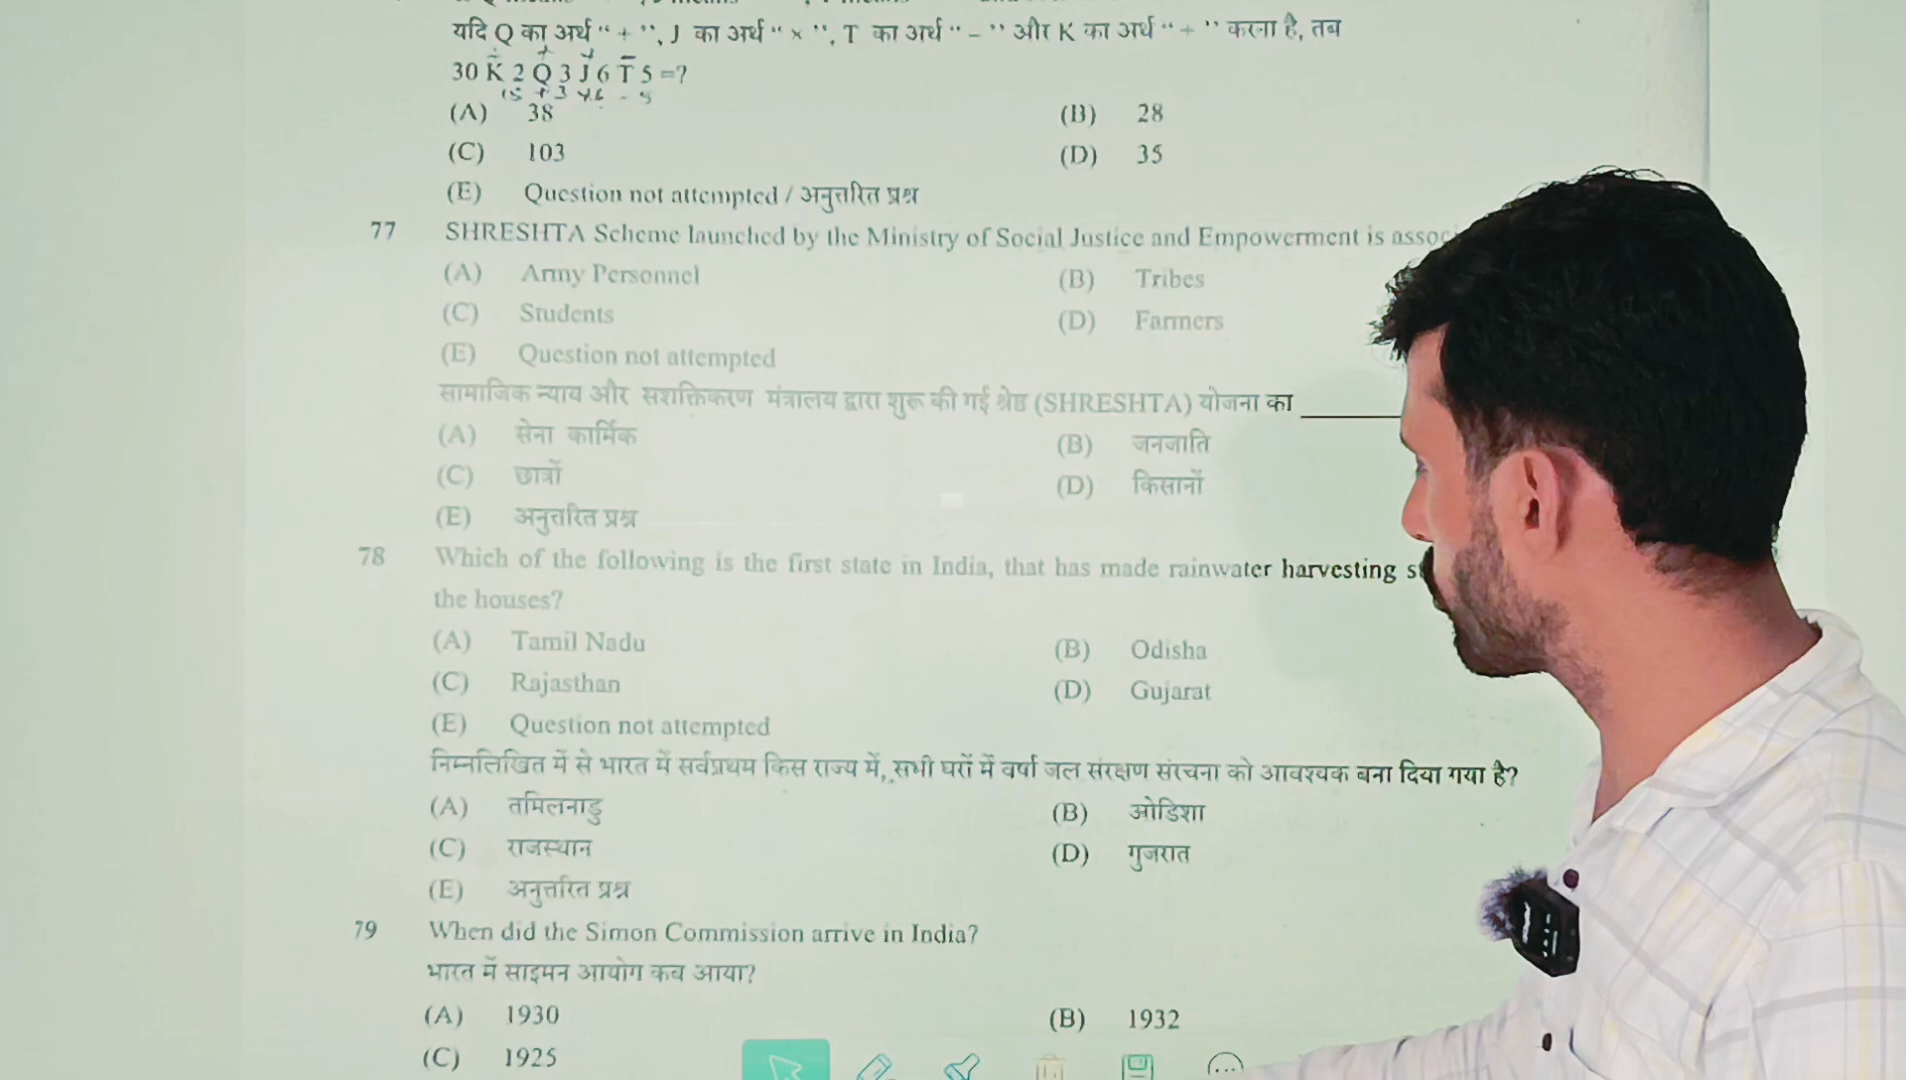 यदि Q का अर्थ “ + ”, J का अर्थ “ × ”, T का अर्थ “ – ” और K का अर्थ “ ÷ ” करना है, तब
30 K 2 Q 3 J 6 T 5 =?
15 + 3 × 6 - 5
(A) 38 (B) 28
(C) 103 (D) 35
(E) Question not attempted / अनुत्तरित प्रश्न
77 SHRESHTA Scheme launched by the Ministry of Social Justice and Empowerment is
(A) Army Personnel (B) Tribes
(C) Students (D) Farmers
(E) Question not attempted
सामाजिक न्याय और सशक्तिकरण मंत्रालय द्वारा शुरू की गई श्रेष्ठ (SHRESHTA) योजना का ______
(A) सेना कार्मिक (B) जनजाति
(C) छात्रों (D) किसानों
(E) अनुत्तरित प्रश्न
78 Which of the following is the first state in India, that has made rainwater harvesting
the houses?
(A) Tamil Nadu (B) Odisha
(C) Rajasthan (D) Gujarat
(E) Question not attempted
निम्नलिखित में से भारत में सर्वप्रथम किस राज्य में, सभी घरों में वर्षा जल संरक्षण संरचना को आवश्यक बना दिया गया है?
(A) तमिलनाडु (B) ओडिशा
(C) राजस्थान (D) गुजरात
(E) अनुत्तरित प्रश्न
79 When did the Simon Commission arrive in India?
भारत में साइमन आयोग कब आया?
(A) 1930 (B) 1932
(C) 1925